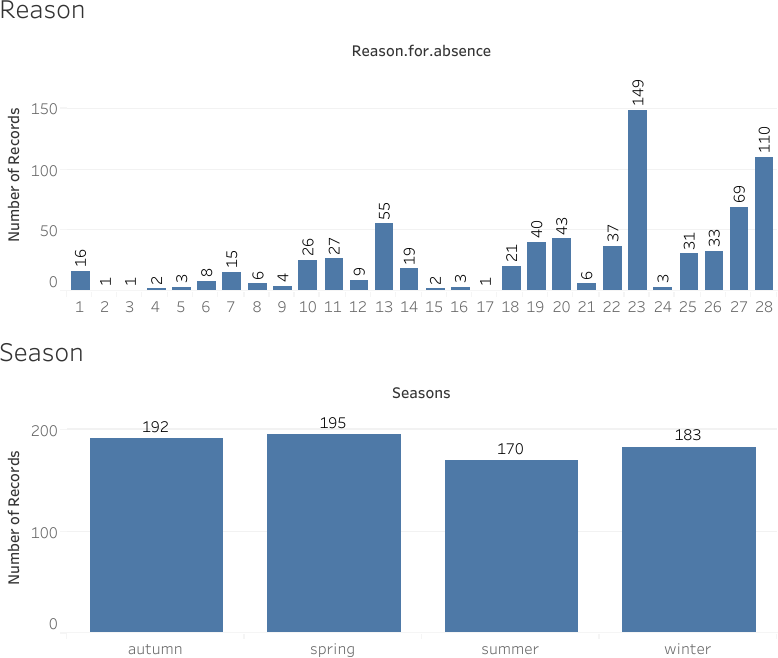 Reason
Reason.for.absence
Number of Records
150
100
50
0
16 1 1 2 3 8 15 6 4 26 27 9 55 19 2 3 1 21 40 43 6 37 149 3 31 33 69 110
1 2 3 4 5 6 7 8 9 10 11 12 13 14 15 16 17 18 19 20 21 22 23 24 25 26 27 28
Season
Seasons
Number of Records
200
100
0
192 195 170 183
autumn spring summer winter